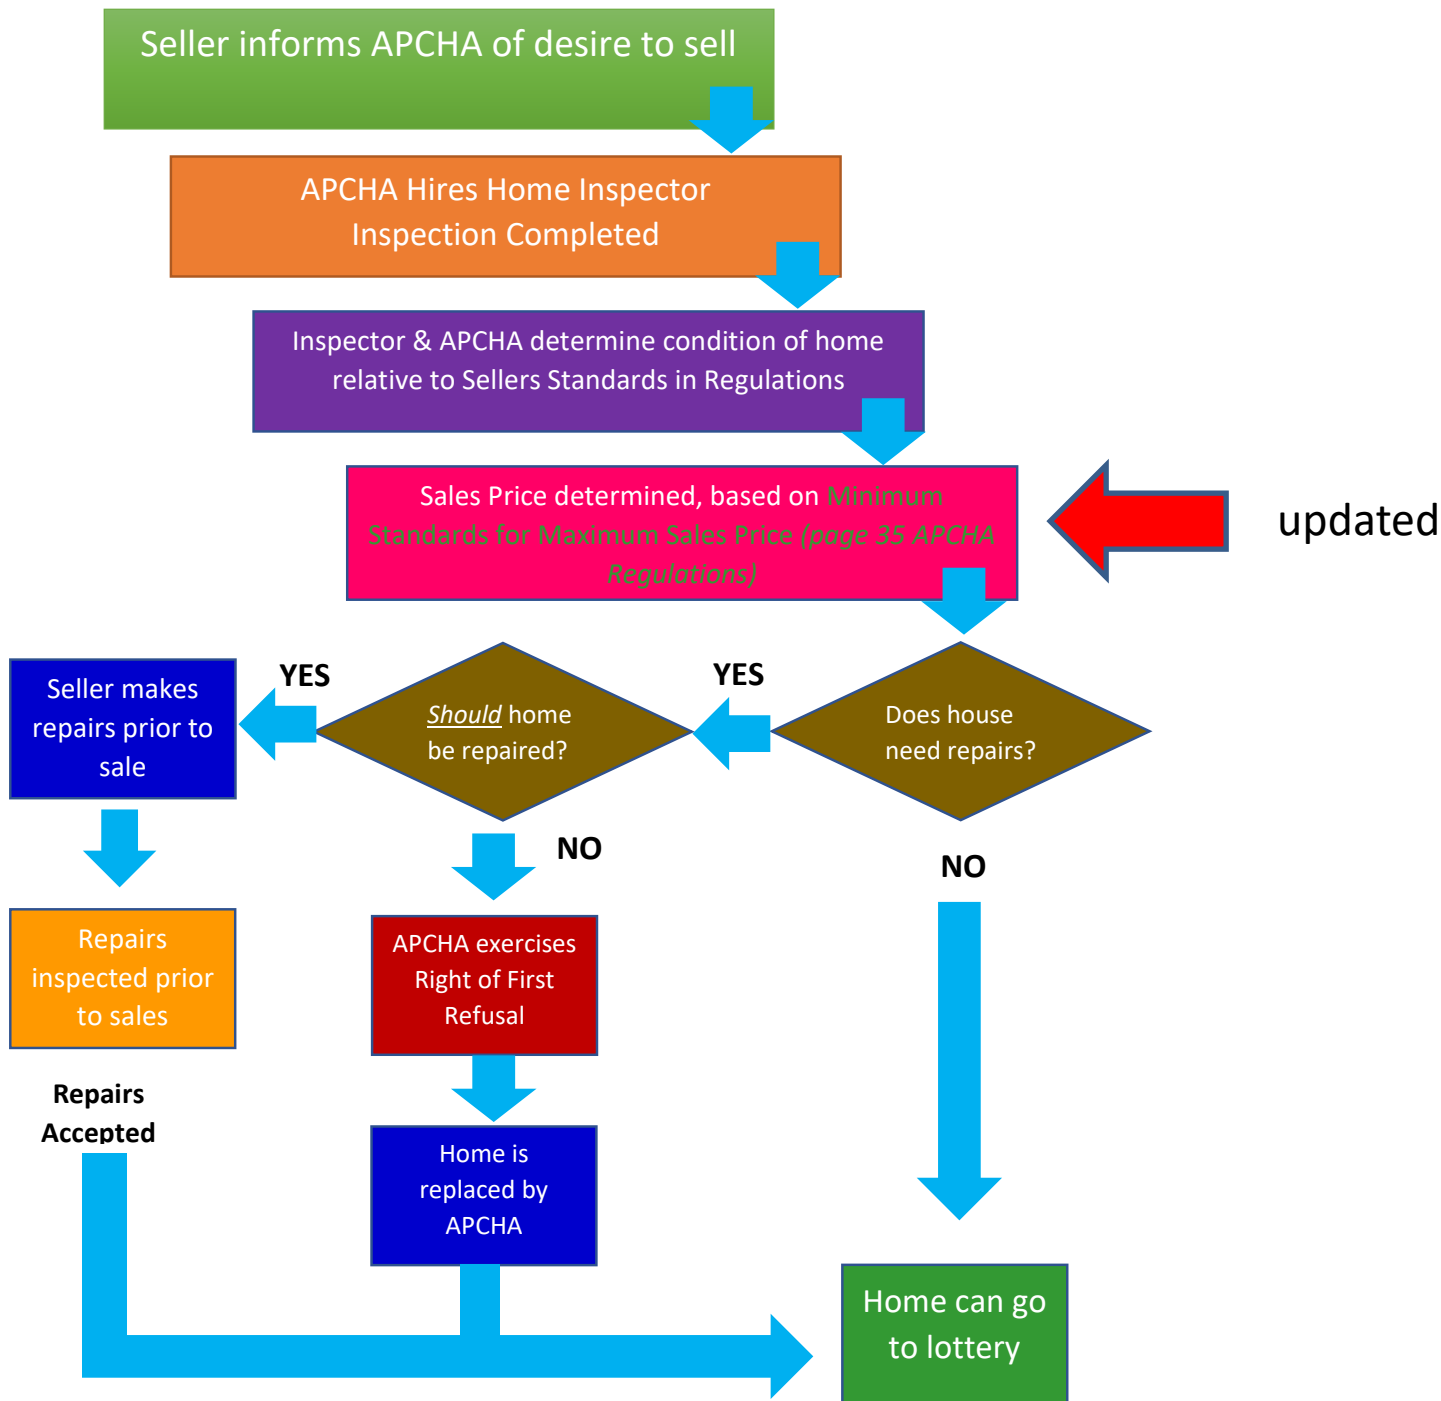 Seller informs APCHA of desire to sell
APCHA Hires Home Inspector
Inspection Completed
Inspector & APCHA determine condition of home
relative to Sellers Standards in Regulations
Sales Price determined, based on Minimum
Standards for Maximum Sales Price (page 35 APCHA
Regulations)
updated
YES
YES
Seller makes
repairs prior to
sale
Should home
be repaired?
Does house
need repairs?
NO
NO
Repairs
inspected prior
to sales
APCHA exercises
Right of First
Refusal
Repairs
Accepted
Home is
replaced by
APCHA
Home can go
to lottery